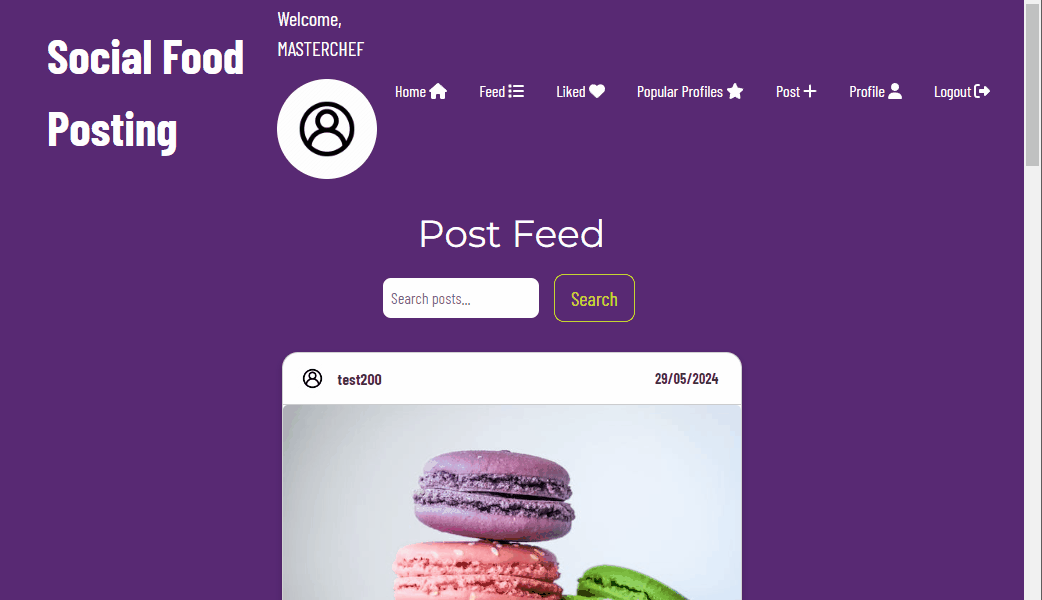 Social Food
Posting
Welcome,
MASTERCHEF
Home
Feed
Liked
Popular Profiles
Post
Profile
Logout
Post Feed
Search posts...
Search
test200
29/05/2024